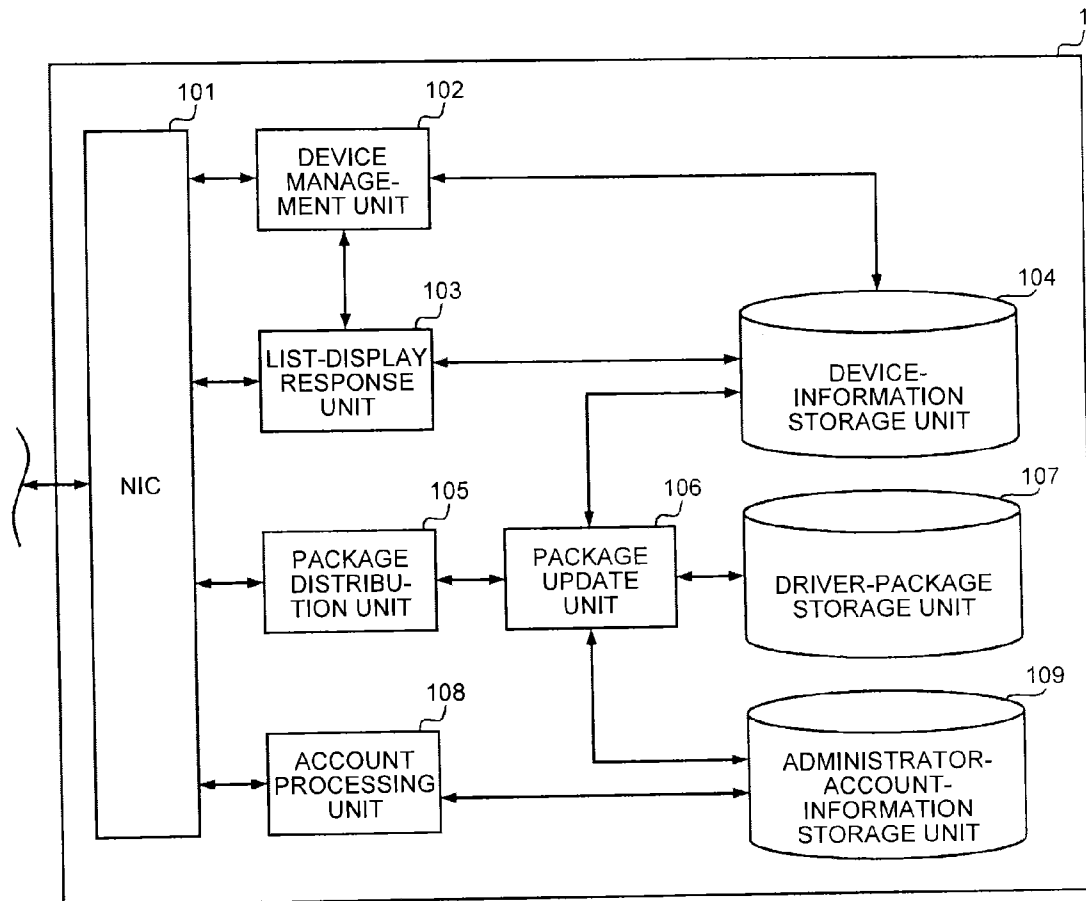 1
101
102
DEVICE
MANAGE-
MENT UNIT
103
LIST-DISPLAY
RESPONSE
UNIT
104
DEVICE-
INFORMATION
STORAGE UNIT
NIC
105
PACKAGE
DISTRIBU-
TION UNIT
106
PACKAGE
UPDATE
UNIT
107
DRIVER-PACKAGE
STORAGE UNIT
108
ACCOUNT
PROCESSING
UNIT
109
ADMINISTRATOR-
ACCOUNT-
INFORMATION
STORAGE UNIT